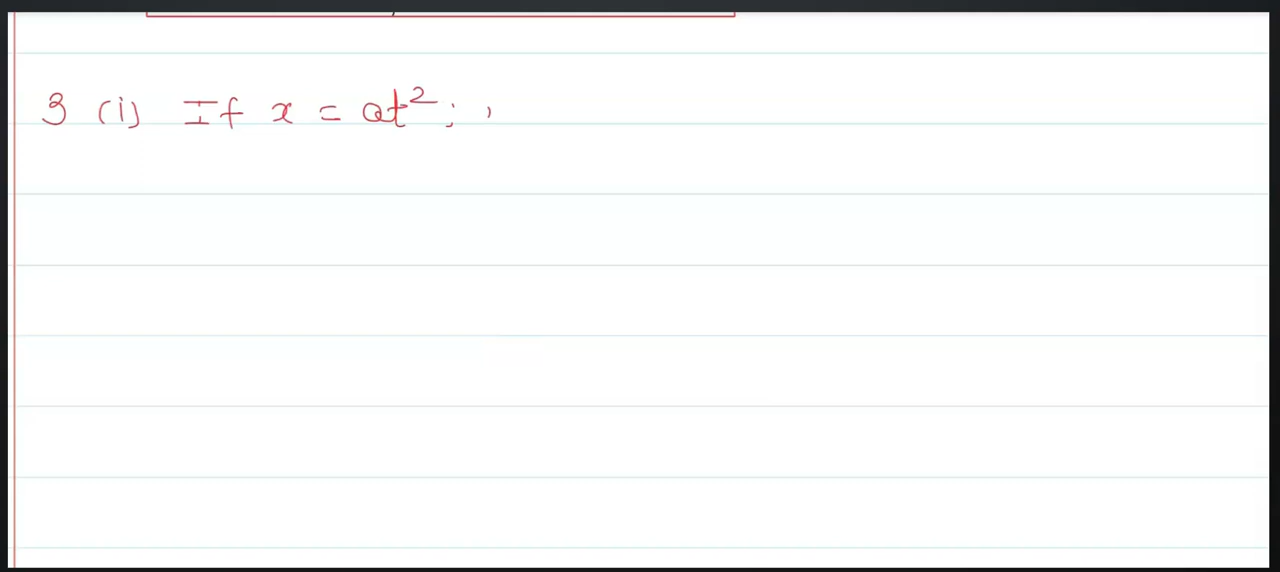 3 (i) If x = at²;